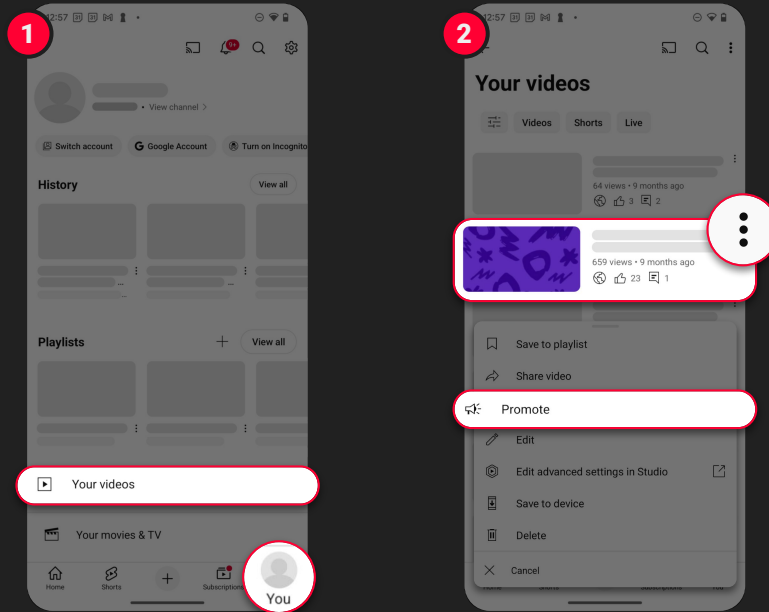 1
12:57
9+
• View channel >
Switch account
G Google Account
Turn on Incognito
History
View all
...
...
...
Playlists
+
View all
Your videos
Your movies & TV
Home
Shorts
+
Subscriptions
You
2
12:57
Your videos
Videos
Shorts
Live
64 views • 9 months ago
3
2
659 views • 9 months ago
23
1
Save to playlist
Share video
Promote
Edit
Edit advanced settings in Studio
Save to device
Delete
Cancel